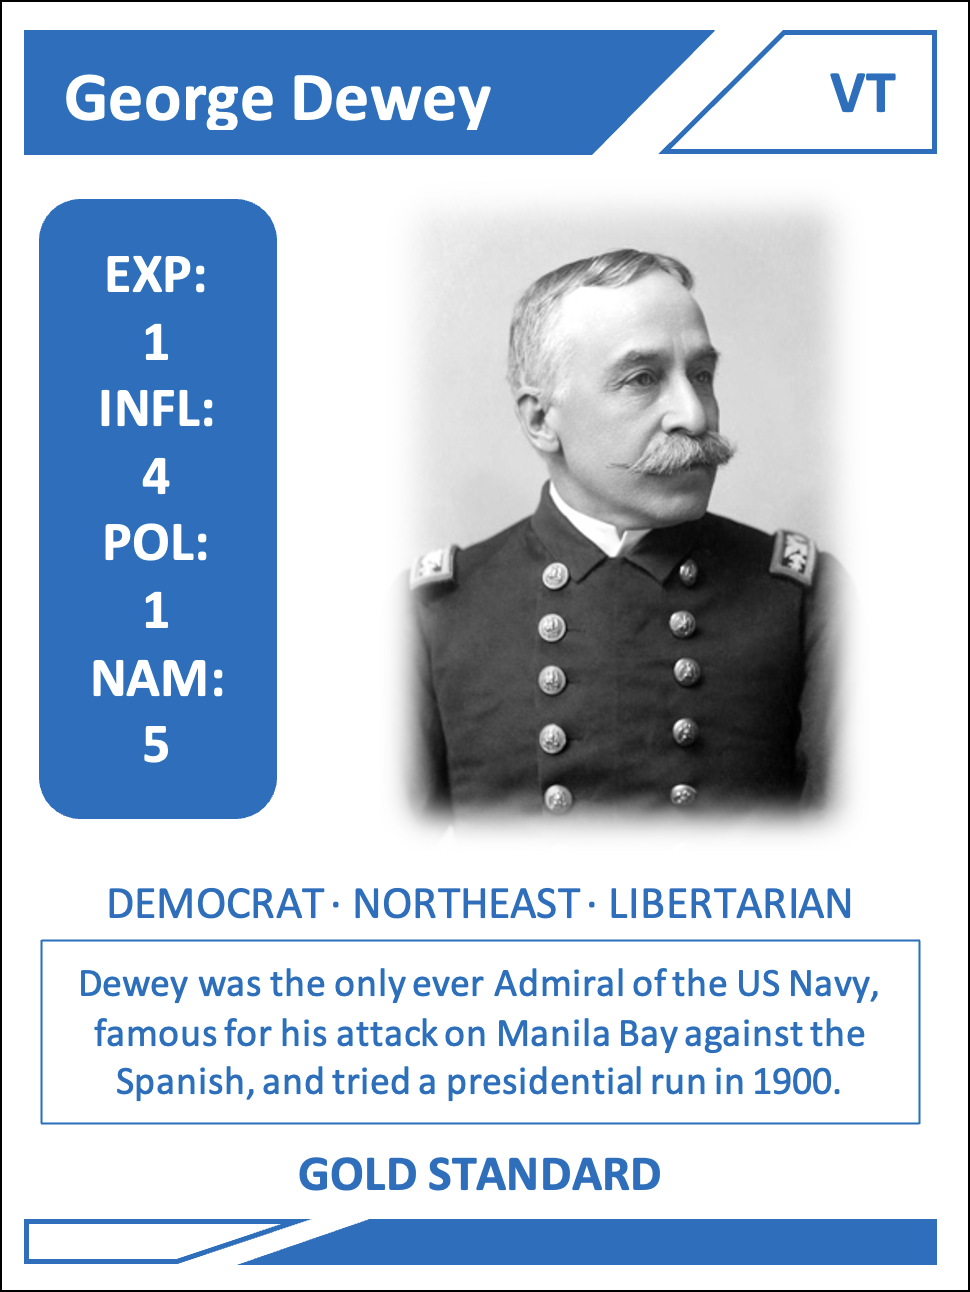 George Dewey
VT
EXP:
1
INFL:
4
POL:
1
NAM:
5
DEMOCRAT · NORTHEAST · LIBERTARIAN
Dewey was the only ever Admiral of the US Navy,
famous for his attack on Manila Bay against the
Spanish, and tried a presidential run in 1900.
GOLD STANDARD